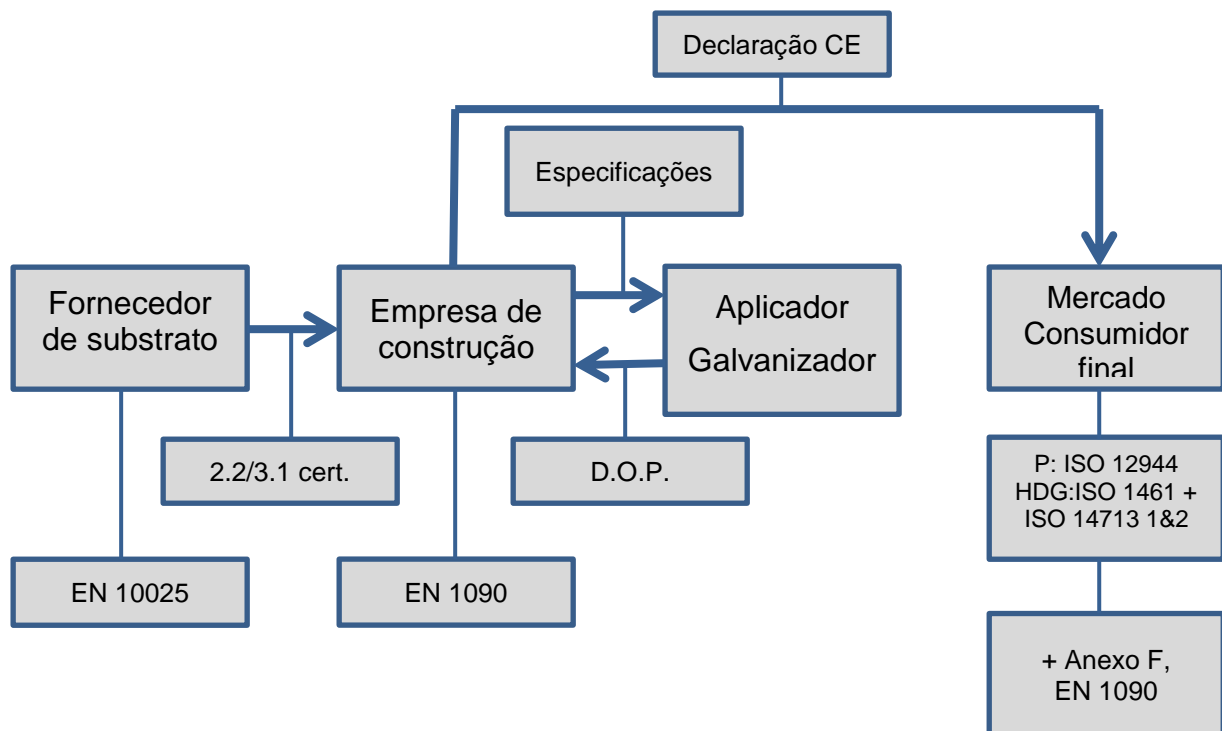 Declaração CE
Especificações
Fornecedor
de substrato
Empresa de
construção
Aplicador
Galvanizador
Mercado
Consumidor
final
2.2/3.1 cert.
D.O.P.
P: ISO 12944
HDG:ISO 1461 +
ISO 14713 1&2
EN 10025
EN 1090
+ Anexo F,
EN 1090